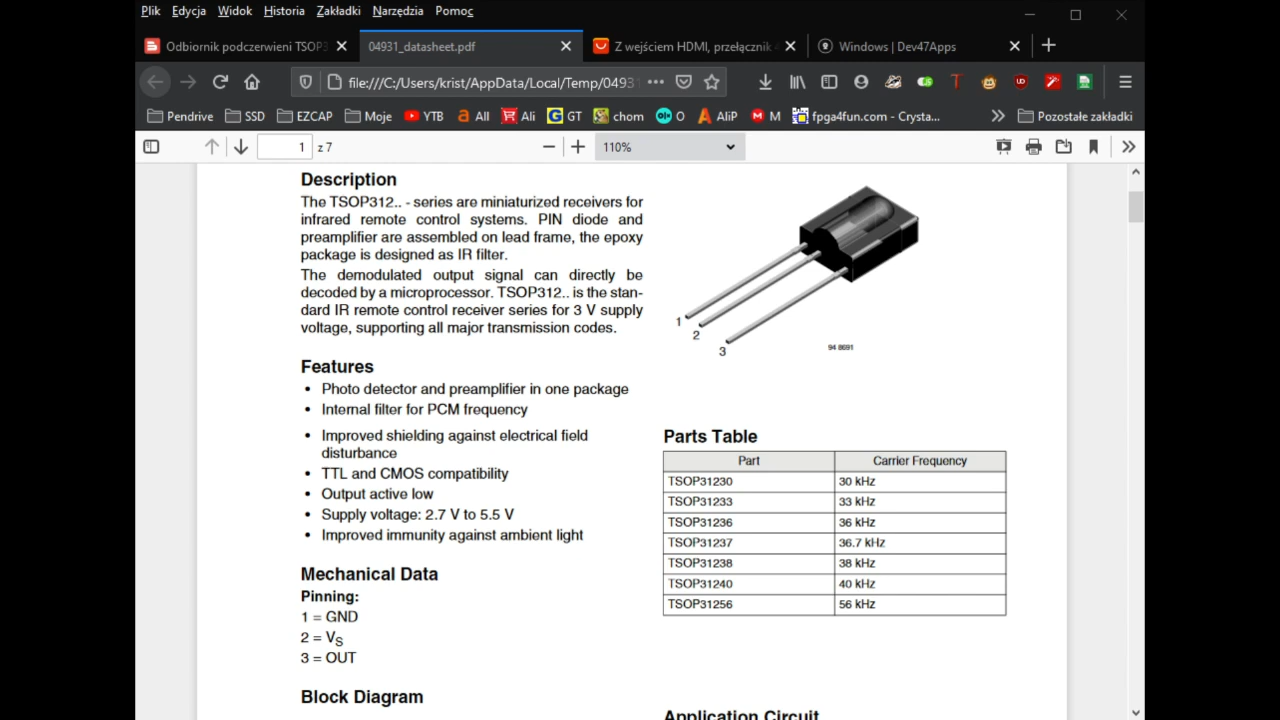 Plik Edycja Widok Historia Zakładki Narzędzia Pomoc
Odbiornik podczerwieni TSOP3
04931_datasheet.pdf
Z wejściem HDMI, przełącznik
Windows | Dev47Apps
file:///C:/Users/krist/AppData/Local/Temp/04931
Pendrive SSD EZCAP Moje YTB All Ali GT chom O AliP M fpga4fun.com - Crysta... Pozostałe zakładki
1 z 7 110%
Description
The TSOP312.. - series are miniaturized receivers for
infrared remote control systems. PIN diode and
preamplifier are assembled on lead frame, the epoxy
package is designed as IR filter.
The demodulated output signal can directly be
decoded by a microprocessor. TSOP312.. is the stan-
dard IR remote control receiver series for 3 V supply
voltage, supporting all major transmission codes.
1
2
3
94 8691
Features
• Photo detector and preamplifier in one package
• Internal filter for PCM frequency
• Improved shielding against electrical field
disturbance
• TTL and CMOS compatibility
• Output active low
• Supply voltage: 2.7 V to 5.5 V
• Improved immunity against ambient light
Mechanical Data
Pinning:
1 = GND
2 = VS
3 = OUT
Block Diagram
Parts Table
Part Carrier Frequency
TSOP31230 30 kHz
TSOP31233 33 kHz
TSOP31236 36 kHz
TSOP31237 36.7 kHz
TSOP31238 38 kHz
TSOP31240 40 kHz
TSOP31256 56 kHz
Application Circuit